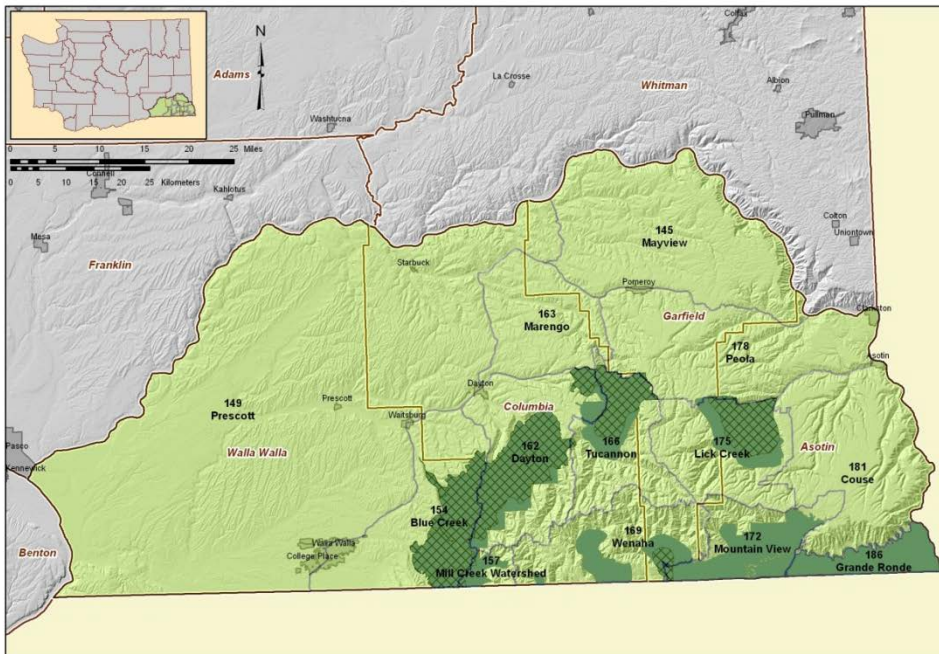 Colfax
N
Adams
La Crosse
Whitman
Albion
Washtucna
Pullman
0 5 10 15 20 25 Miles
0 5 10 15 20 25 Kilometers
Connell
Kahlotus
145
Mayview
Colton
Uniontown
Mesa
Franklin
Starbuck
Pomeroy
163
Marengo
Garfield
Clarkston
178
Peola
Asotin
Dayton
149
Prescott
Prescott
Columbia
Waitsburg
Pasco
Kennewick
Walla Walla
162
Dayton
166
Tucannon
175
Lick Creek
Asotin
181
Couse
154
Blue Creek
Walla Walla
College Place
169
Wenaha
172
Mountain View
Benton
157
Mill Creek Watershed
186
Grande Ronde